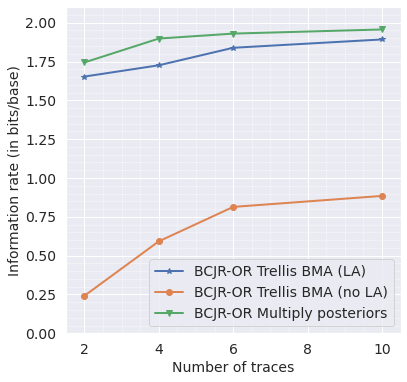 2.00
1.75
1.50
1.25
1.00
0.75
0.50
0.25
0.00
Information rate (in bits/base)
BCJR-OR Trellis BMA (LA)
BCJR-OR Trellis BMA (no LA)
BCJR-OR Multiply posteriors
2 4 6 8 10
Number of traces